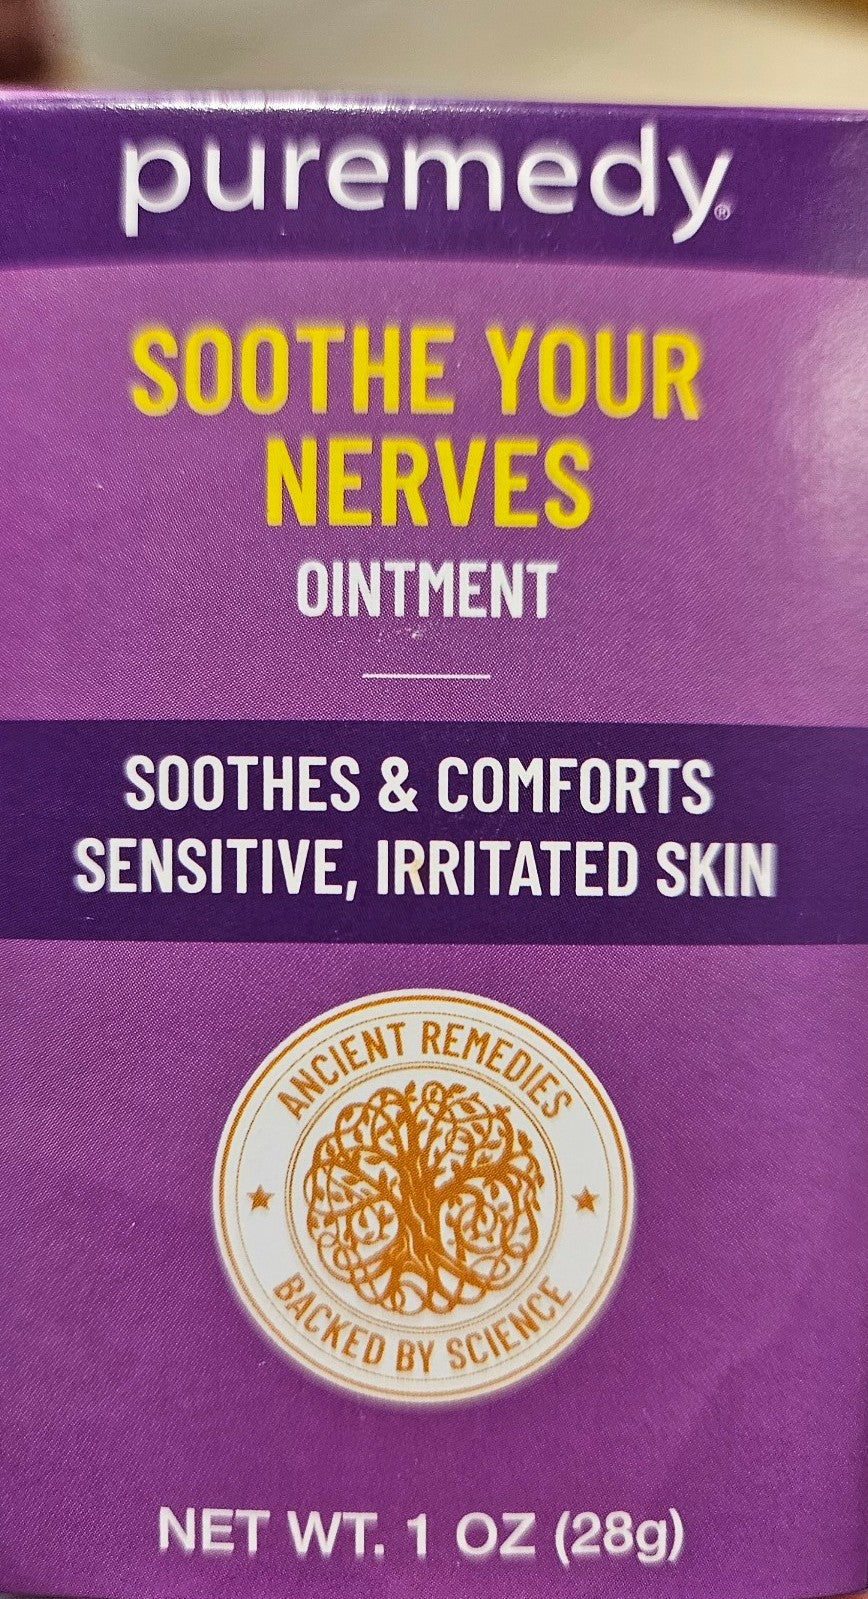 puremedy®
SOOTHE YOUR
NERVES
OINTMENT
SOOTHES & COMFORTS
SENSITIVE, IRRITATED SKIN
ANCIENT REMEDIES
BACKED BY SCIENCE
NET WT. 1 OZ (28g)